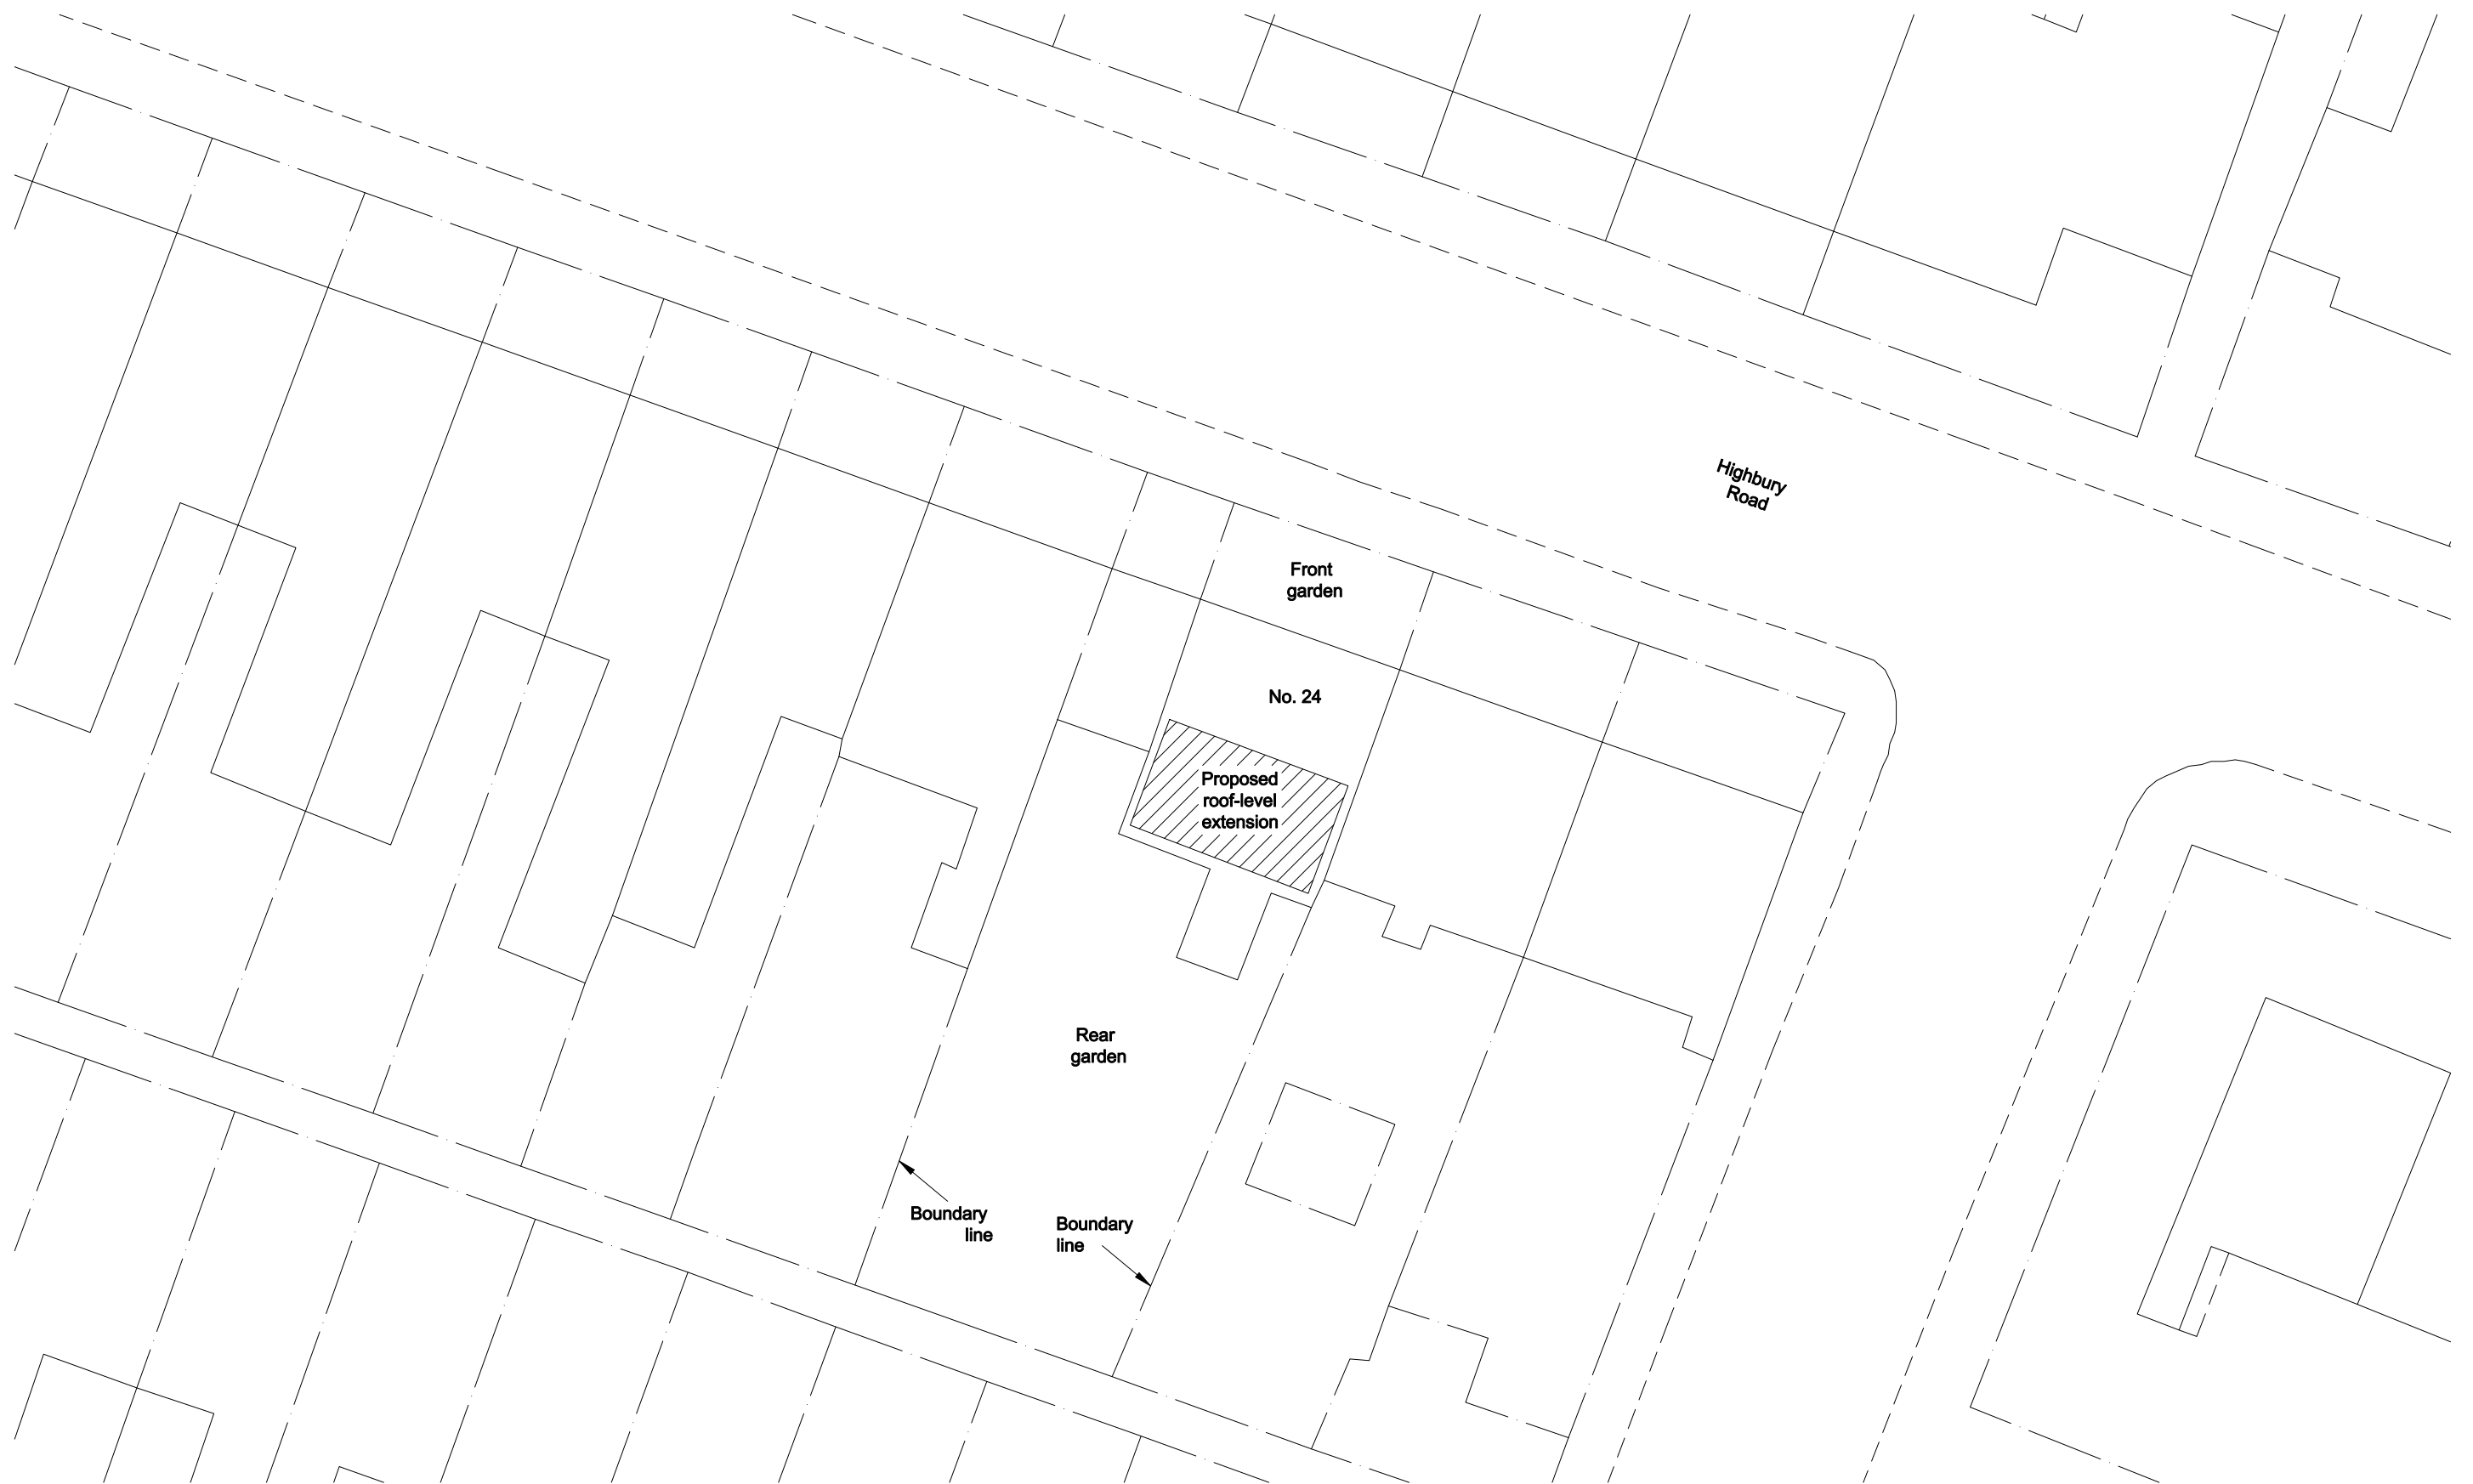 Highbury
Road
Front
garden
No. 24
Proposed
roof-level
extension
Rear
garden
Boundary
line
Boundary
line